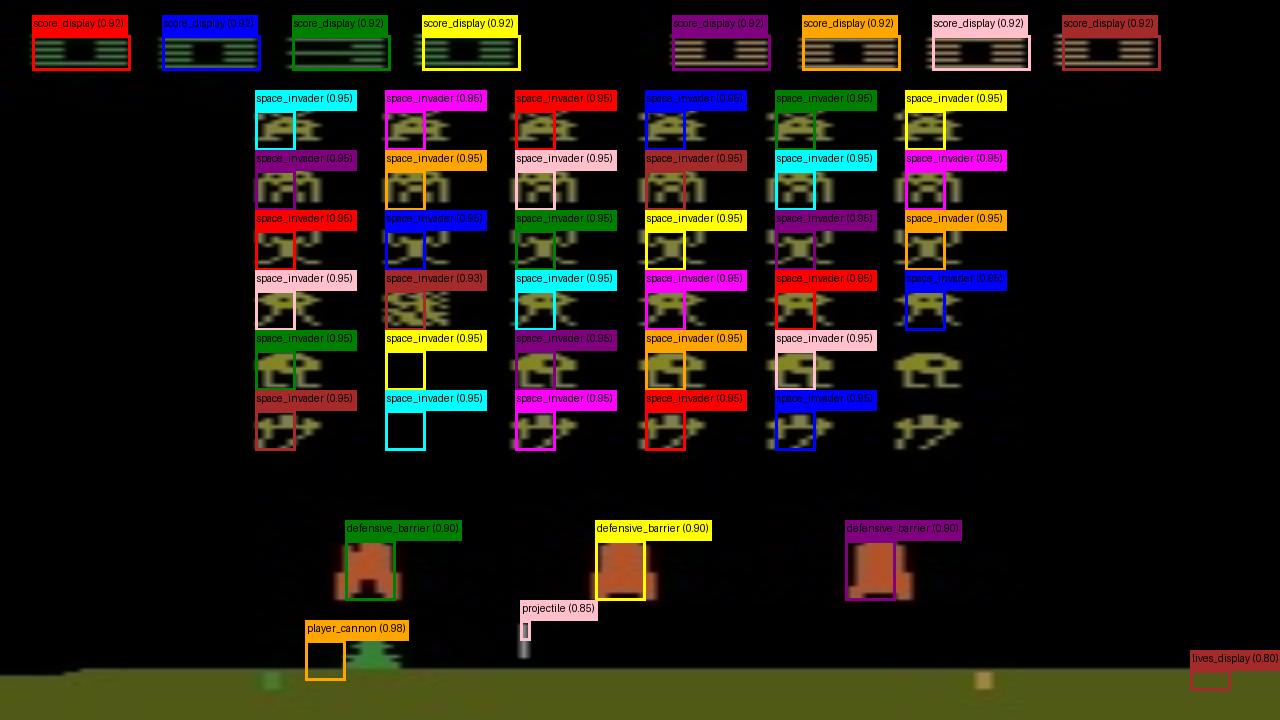 score_display (0.92) score_display (0.92) score_display (0.92) score_display (0.92) score_display (0.92) score_display (0.92) score_display (0.92) score_display (0.92)
space_invader (0.95) space_invader (0.95) space_invader (0.95) space_invader (0.95) space_invader (0.95) space_invader (0.95)
space_invader (0.95) space_invader (0.95) space_invader (0.95) space_invader (0.95) space_invader (0.95) space_invader (0.95)
space_invader (0.95) space_invader (0.95) space_invader (0.95) space_invader (0.95) space_invader (0.95) space_invader (0.95)
space_invader (0.95) space_invader (0.93) space_invader (0.95) space_invader (0.95) space_invader (0.95) space_invader (0.95)
space_invader (0.95) space_invader (0.95) space_invader (0.95) space_invader (0.95) space_invader (0.95)
space_invader (0.95) space_invader (0.95) space_invader (0.95) space_invader (0.95) space_invader (0.95)
defensive_barrier (0.90) defensive_barrier (0.90) defensive_barrier (0.90)
projectile (0.85)
player_cannon (0.98)
lives_display (0.80)